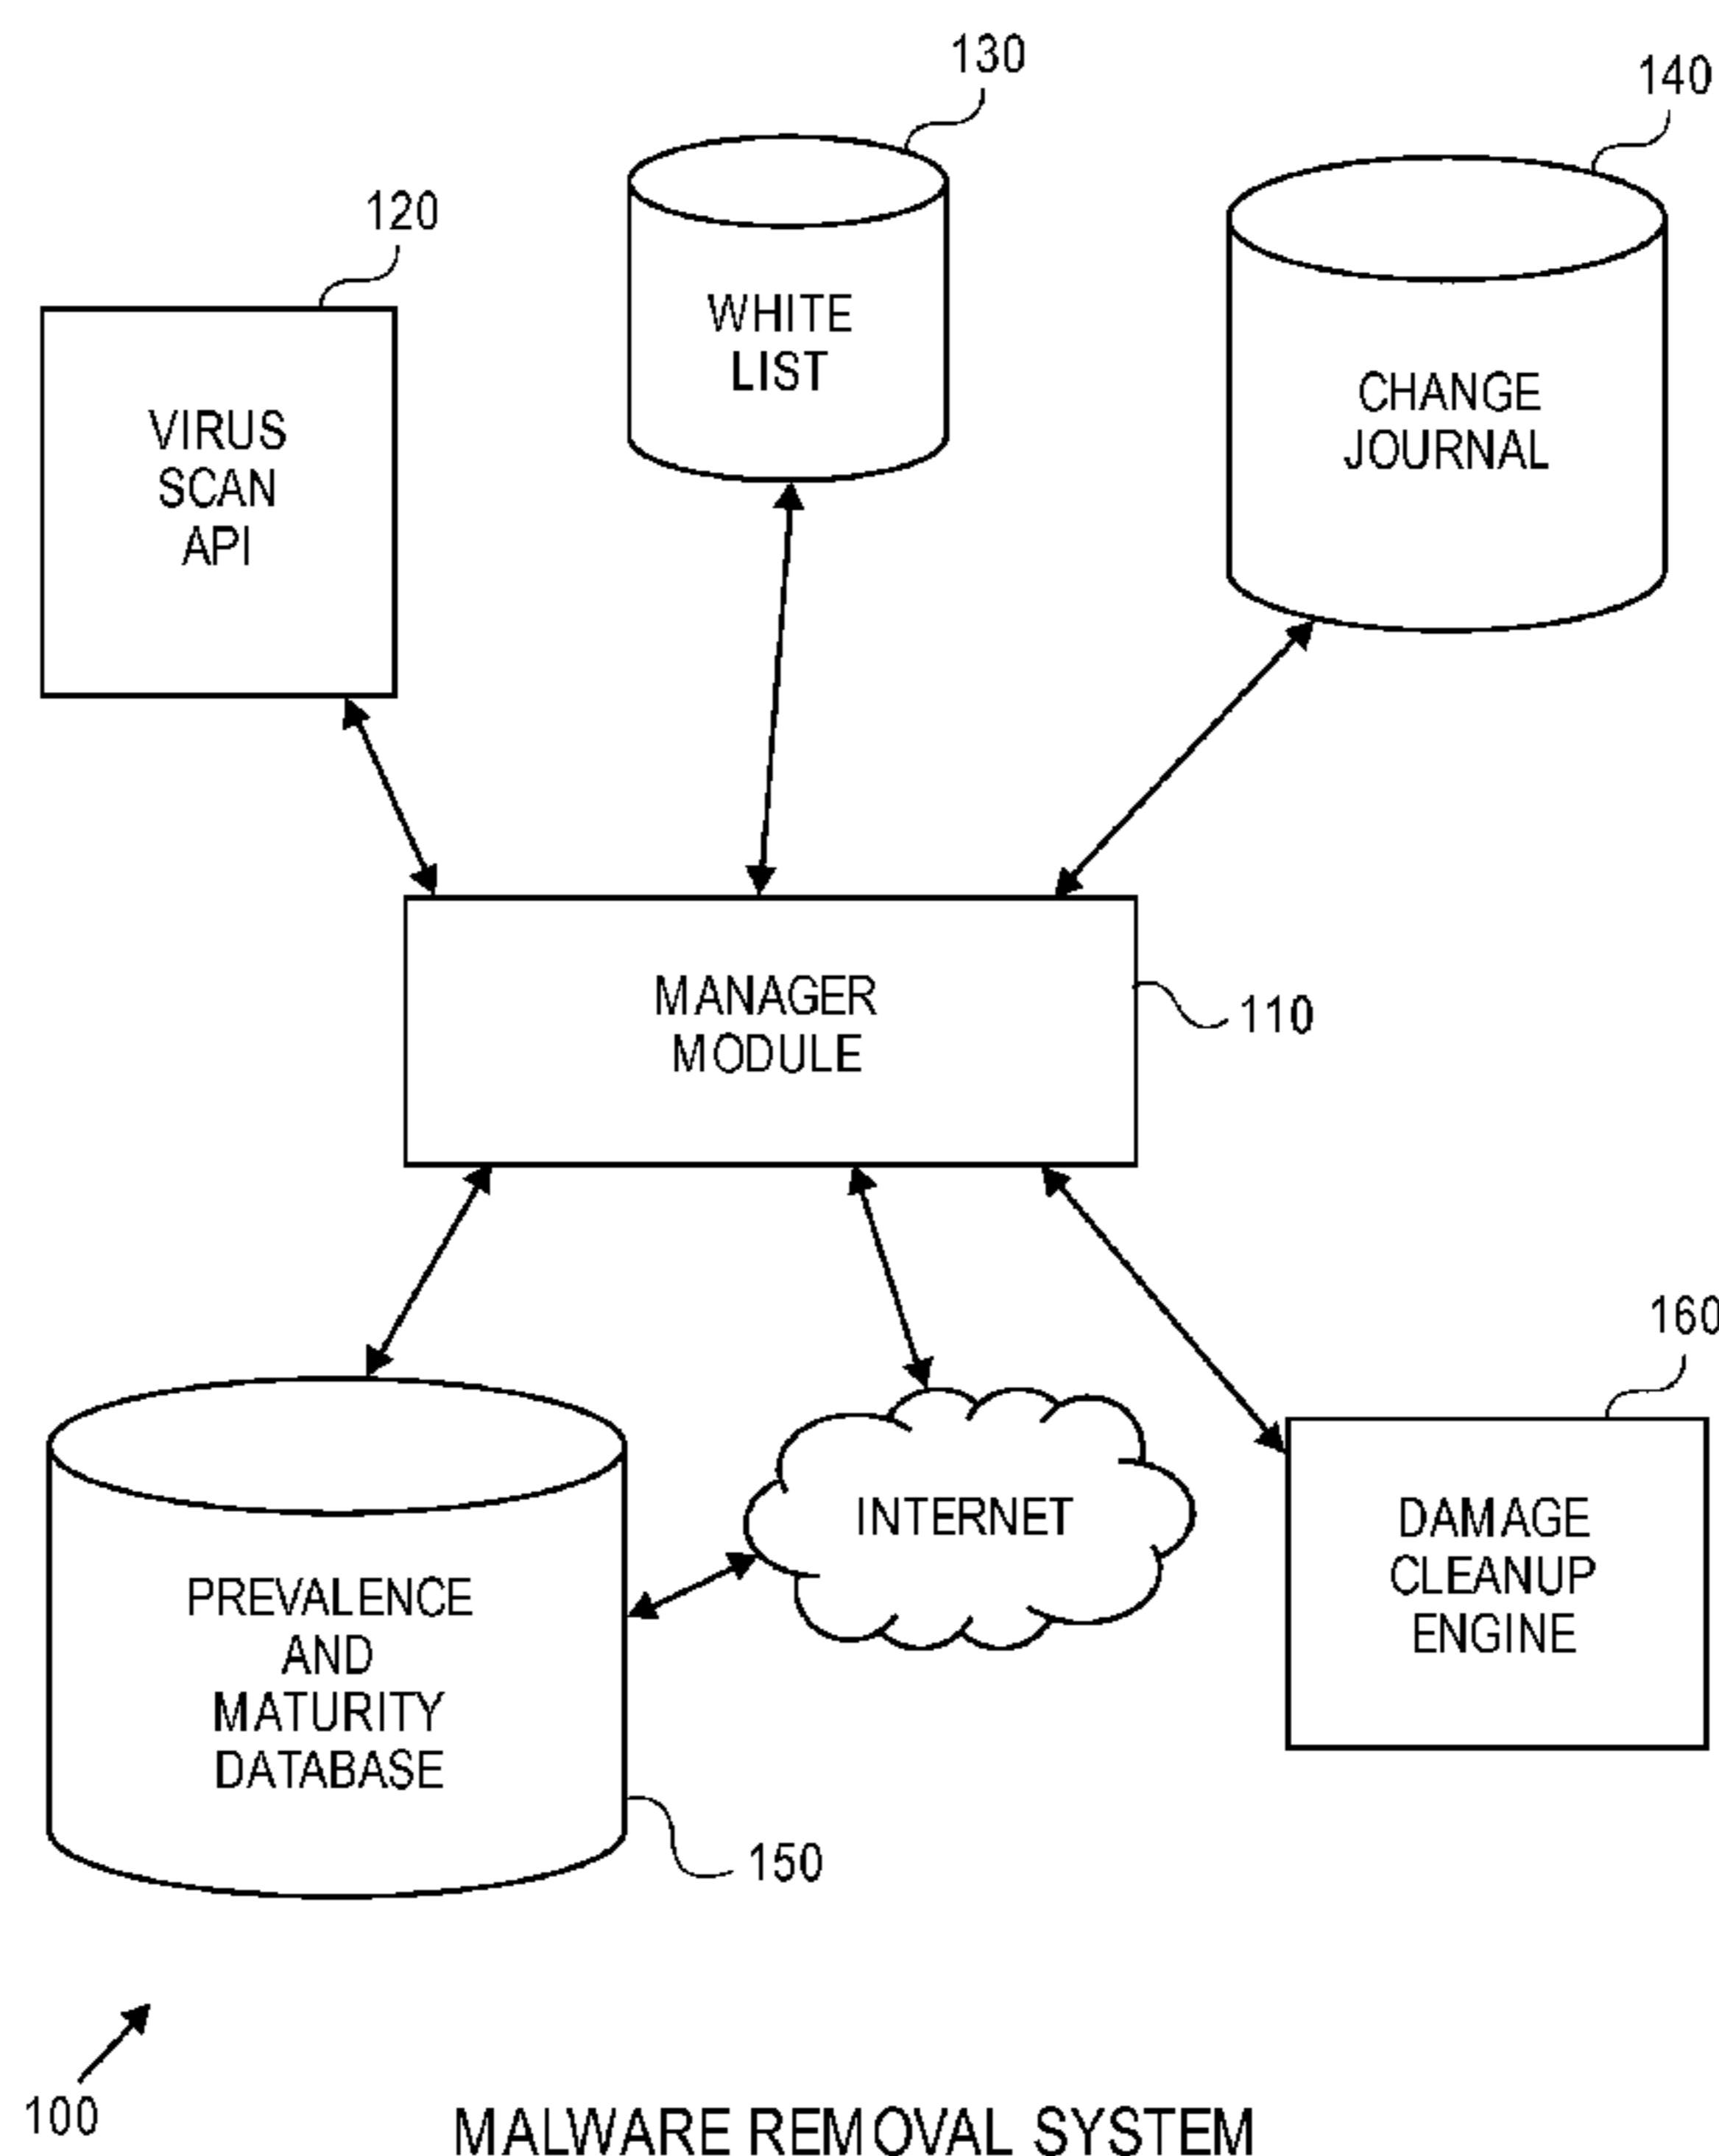 130
140
120
WHITE
LIST
CHANGE
JOURNAL
VIRUS
SCAN
API
MANAGER
MODULE
110
160
INTERNET
DAMAGE
CLEANUP
ENGINE
PREVALENCE
AND
MATURITY
DATABASE
150
100
MALWARE REMOVAL SYSTEM